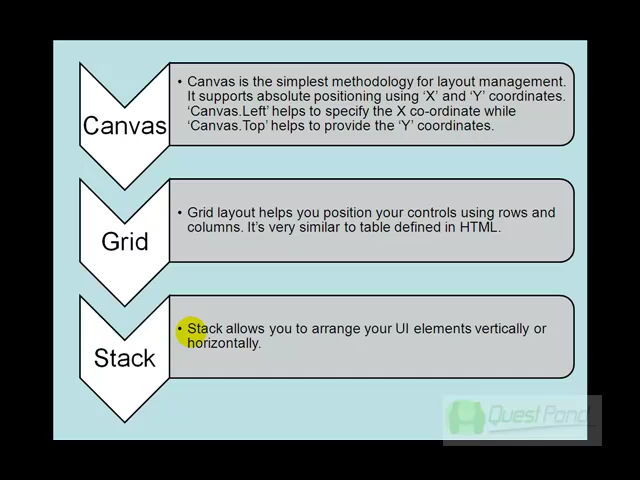 Canvas
• Canvas is the simplest methodology for layout management.
It supports absolute positioning using ‘X’ and ‘Y’ coordinates.
‘Canvas.Left’ helps to specify the X co-ordinate while
‘Canvas.Top’ helps to provide the ‘Y’ coordinates.
Grid
• Grid layout helps you position your controls using rows and
columns. It’s very similar to table defined in HTML.
Stack
• Stack allows you to arrange your UI elements vertically or
horizontally.
QuestPond